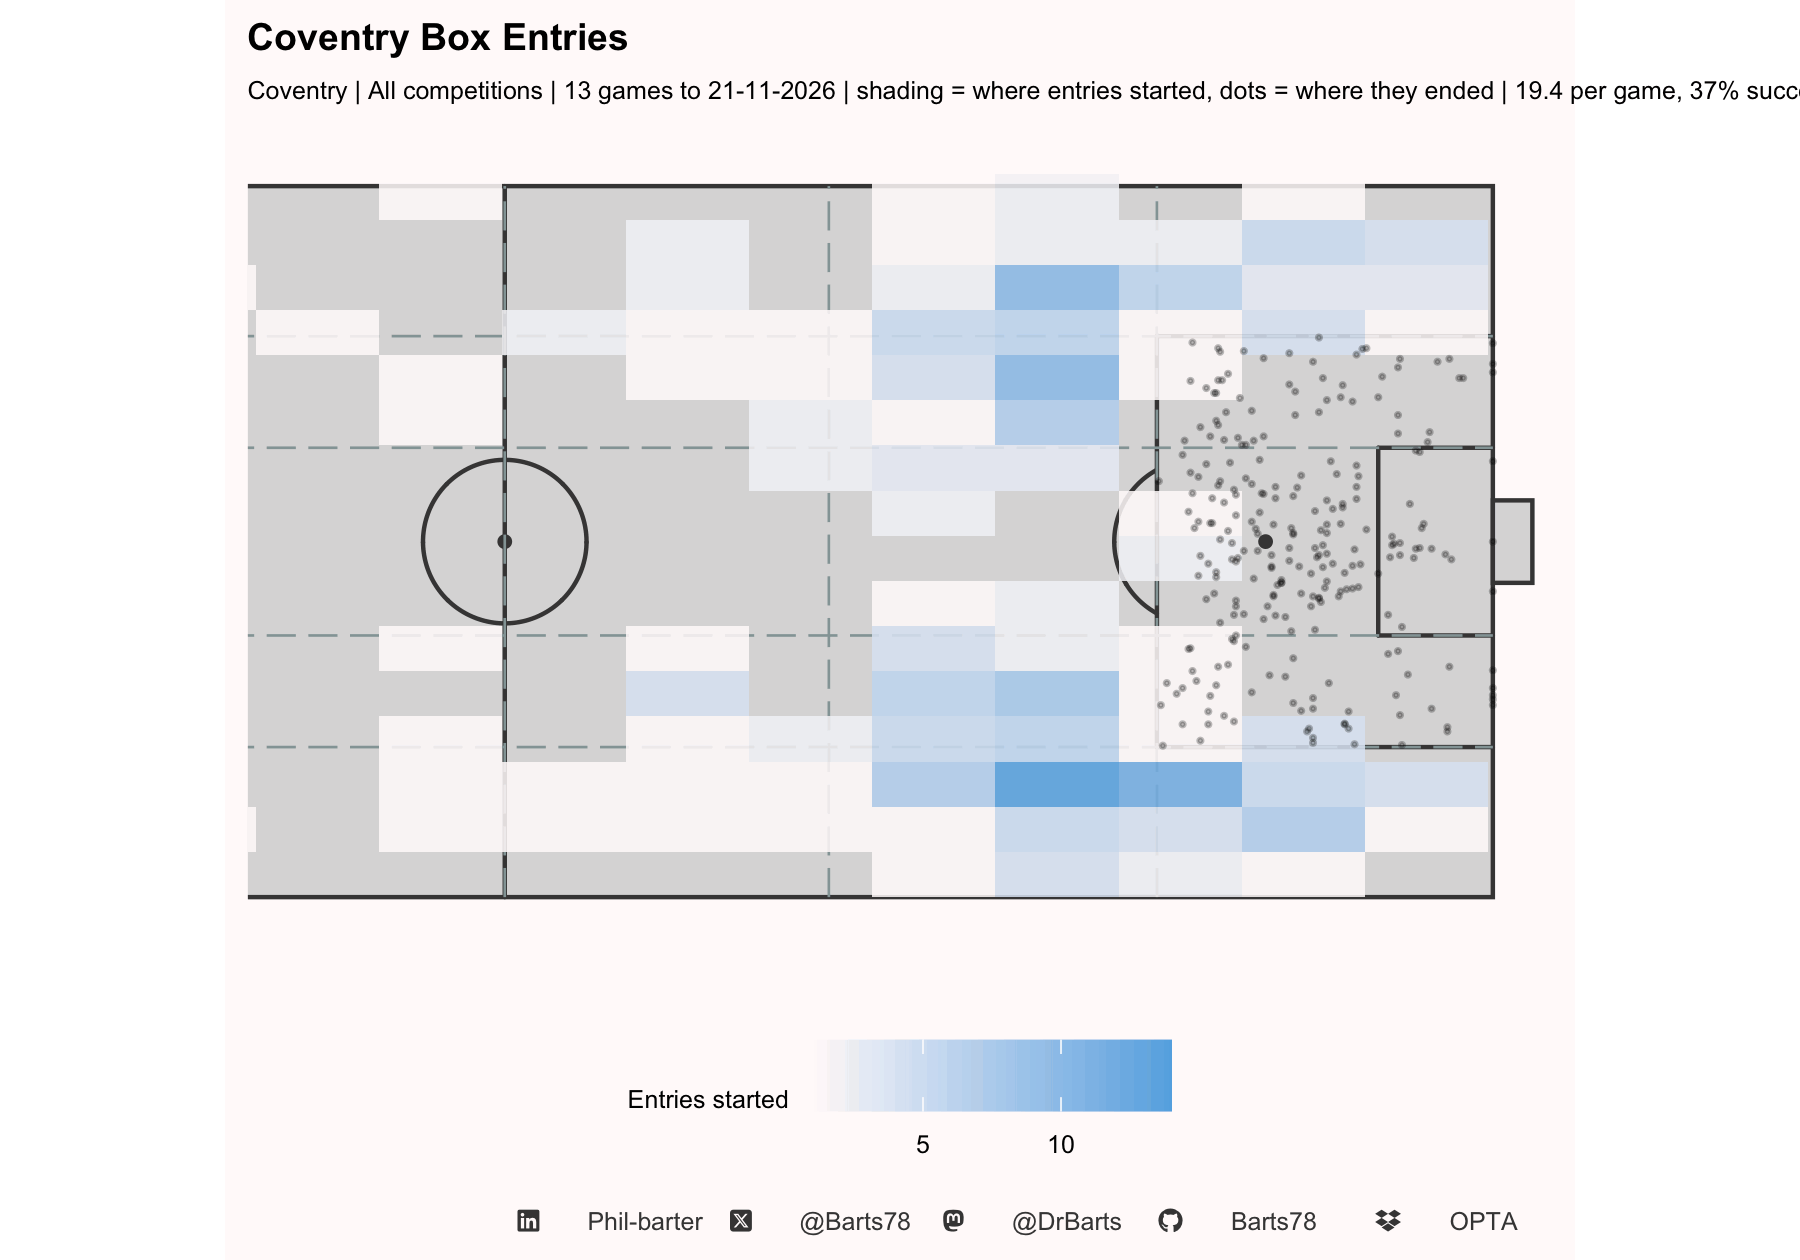 Coventry Box Entries
Coventry | All competitions | 13 games to 21-11-2026 | shading = where entries started, dots = where they ended | 19.4 per game, 37%
Entries started
5 10
Phil-barter @Barts78 @DrBarts Barts78 OPTA